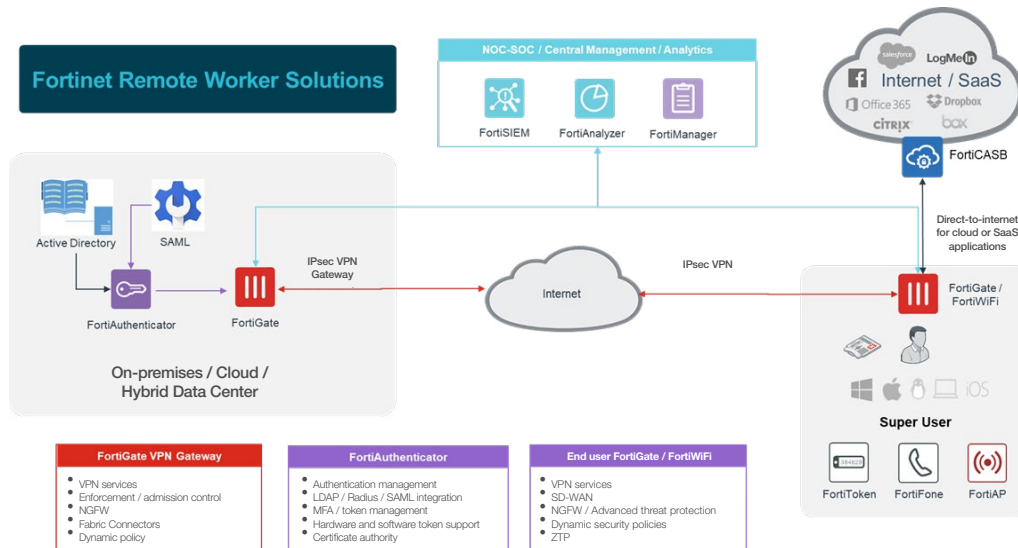 Fortinet Remote Worker Solutions
NOC-SOC / Central Management / Analytics
FortiSIEM
FortiAnalyzer
FortiManager
salesforce
LogMeIn
Internet / SaaS
Office 365
Dropbox
CITRIX
box
FortiCASB
Direct-to-internet
for cloud or SaaS
applications
Active Directory
SAML
FortiAuthenticator
FortiGate
IPsec VPN
Gateway
Internet
IPsec VPN
FortiGate /
FortiWiFi
On-premises / Cloud /
Hybrid Data Center
iOS
Super User
FortiToken
FortiFone
FortiAP
FortiGate VPN Gateway
• VPN services
• Enforcement / admission control
• NGFW
• Fabric Connectors
• Dynamic policy
FortiAuthenticator
• Authentication management
• LDAP / Radius / SAML integration
• MFA / token management
• Hardware and software token support
• Certificate authority
End user FortiGate / FortiWiFi
• VPN services
• SD-WAN
• NGFW / Advanced threat protection
• Dynamic security policies
• ZTP